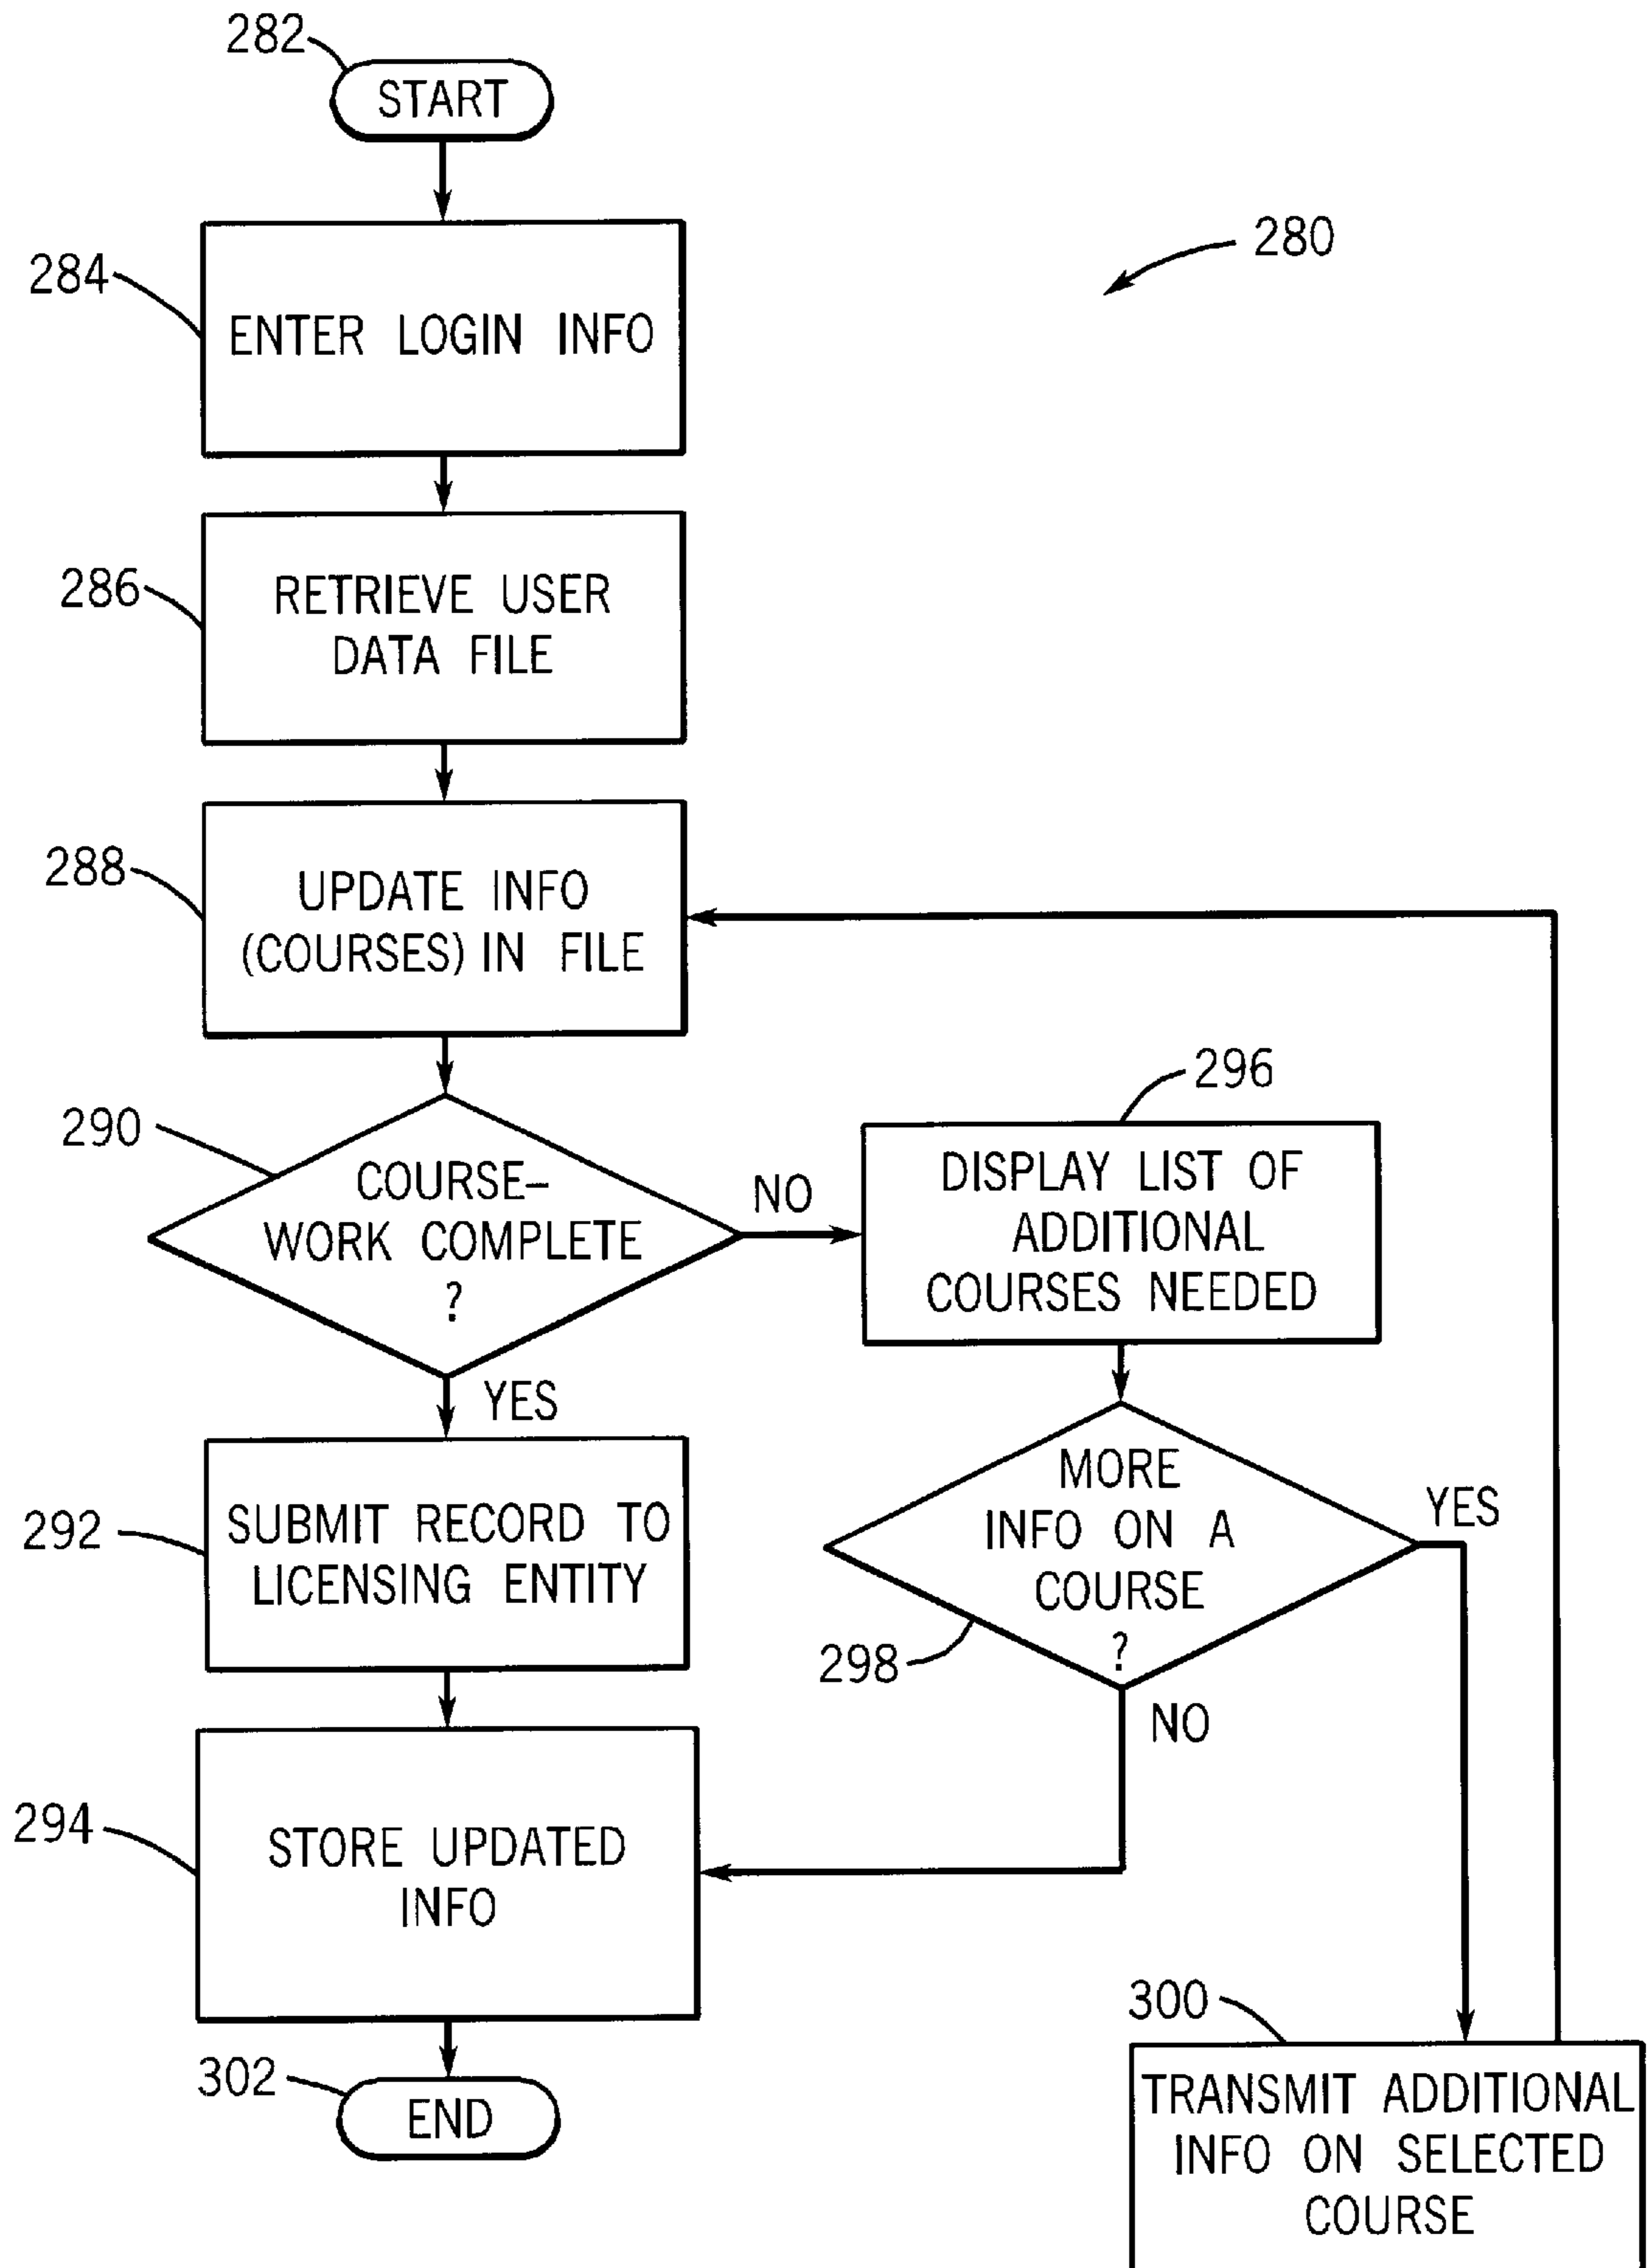 282
START
280
284
ENTER LOGIN INFO
286
RETRIEVE USER
DATA FILE
288
UPDATE INFO
(COURSES) IN FILE
290
COURSE-
WORK COMPLETE
?
NO
YES
296
DISPLAY LIST OF
ADDITIONAL
COURSES NEEDED
292
SUBMIT RECORD TO
LICENSING ENTITY
298
MORE
INFO ON A
COURSE
?
YES
NO
294
STORE UPDATED
INFO
300
TRANSMIT ADDITIONAL
INFO ON SELECTED
COURSE
302
END